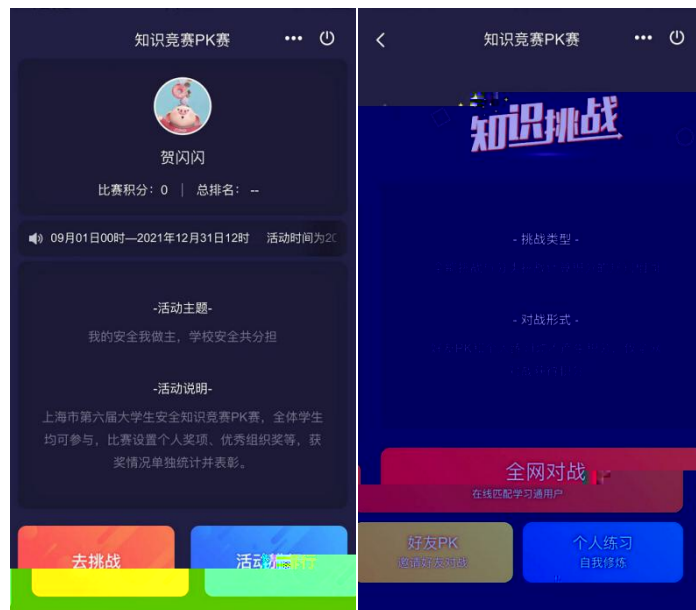 知识竞赛PK赛
贺闪闪
比赛积分：0 | 总排名： --
09月01日00时—2021年12月31日12时 活动时间为20
-活动主题-
我的安全我做主，学校安全共分担
-活动说明-
上海市第六届大学生安全知识竞赛PK赛，全体学生
均可参与，比赛设置个人奖项、优秀组织奖等，获
奖情况单独统计并表彰。
去挑战
活动
知识竞赛PK赛
知识挑战
- 挑战类型 -
- 对战形式 -
全网对战
在线匹配学习通用户
好友PK
邀请好友对战
个人练习
自我修炼